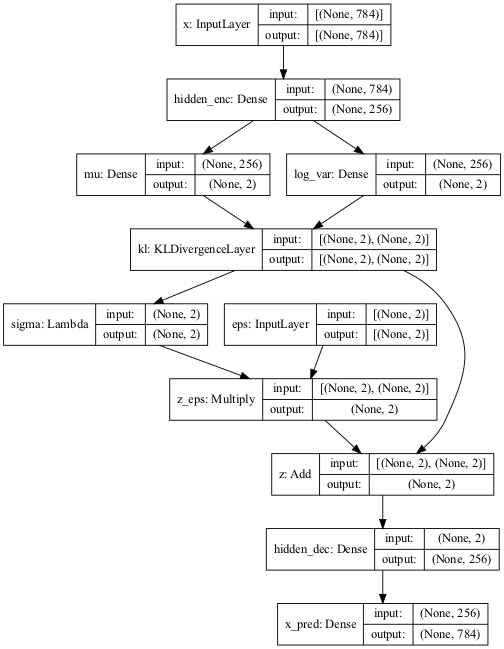 x: InputLayer
input: [(None, 784)]
output: [(None, 784)]
hidden_enc: Dense
input: (None, 784)
output: (None, 256)
mu: Dense
input: (None, 256)
output: (None, 2)
log_var: Dense
input: (None, 256)
output: (None, 2)
kl: KLDivergenceLayer
input: [(None, 2), (None, 2)]
output: [(None, 2), (None, 2)]
sigma: Lambda
input: (None, 2)
output: (None, 2)
eps: InputLayer
input: [(None, 2)]
output: [(None, 2)]
z_eps: Multiply
input: [(None, 2), (None, 2)]
output: (None, 2)
z: Add
input: [(None, 2), (None, 2)]
output: (None, 2)
hidden_dec: Dense
input: (None, 2)
output: (None, 256)
x_pred: Dense
input: (None, 256)
output: (None, 784)